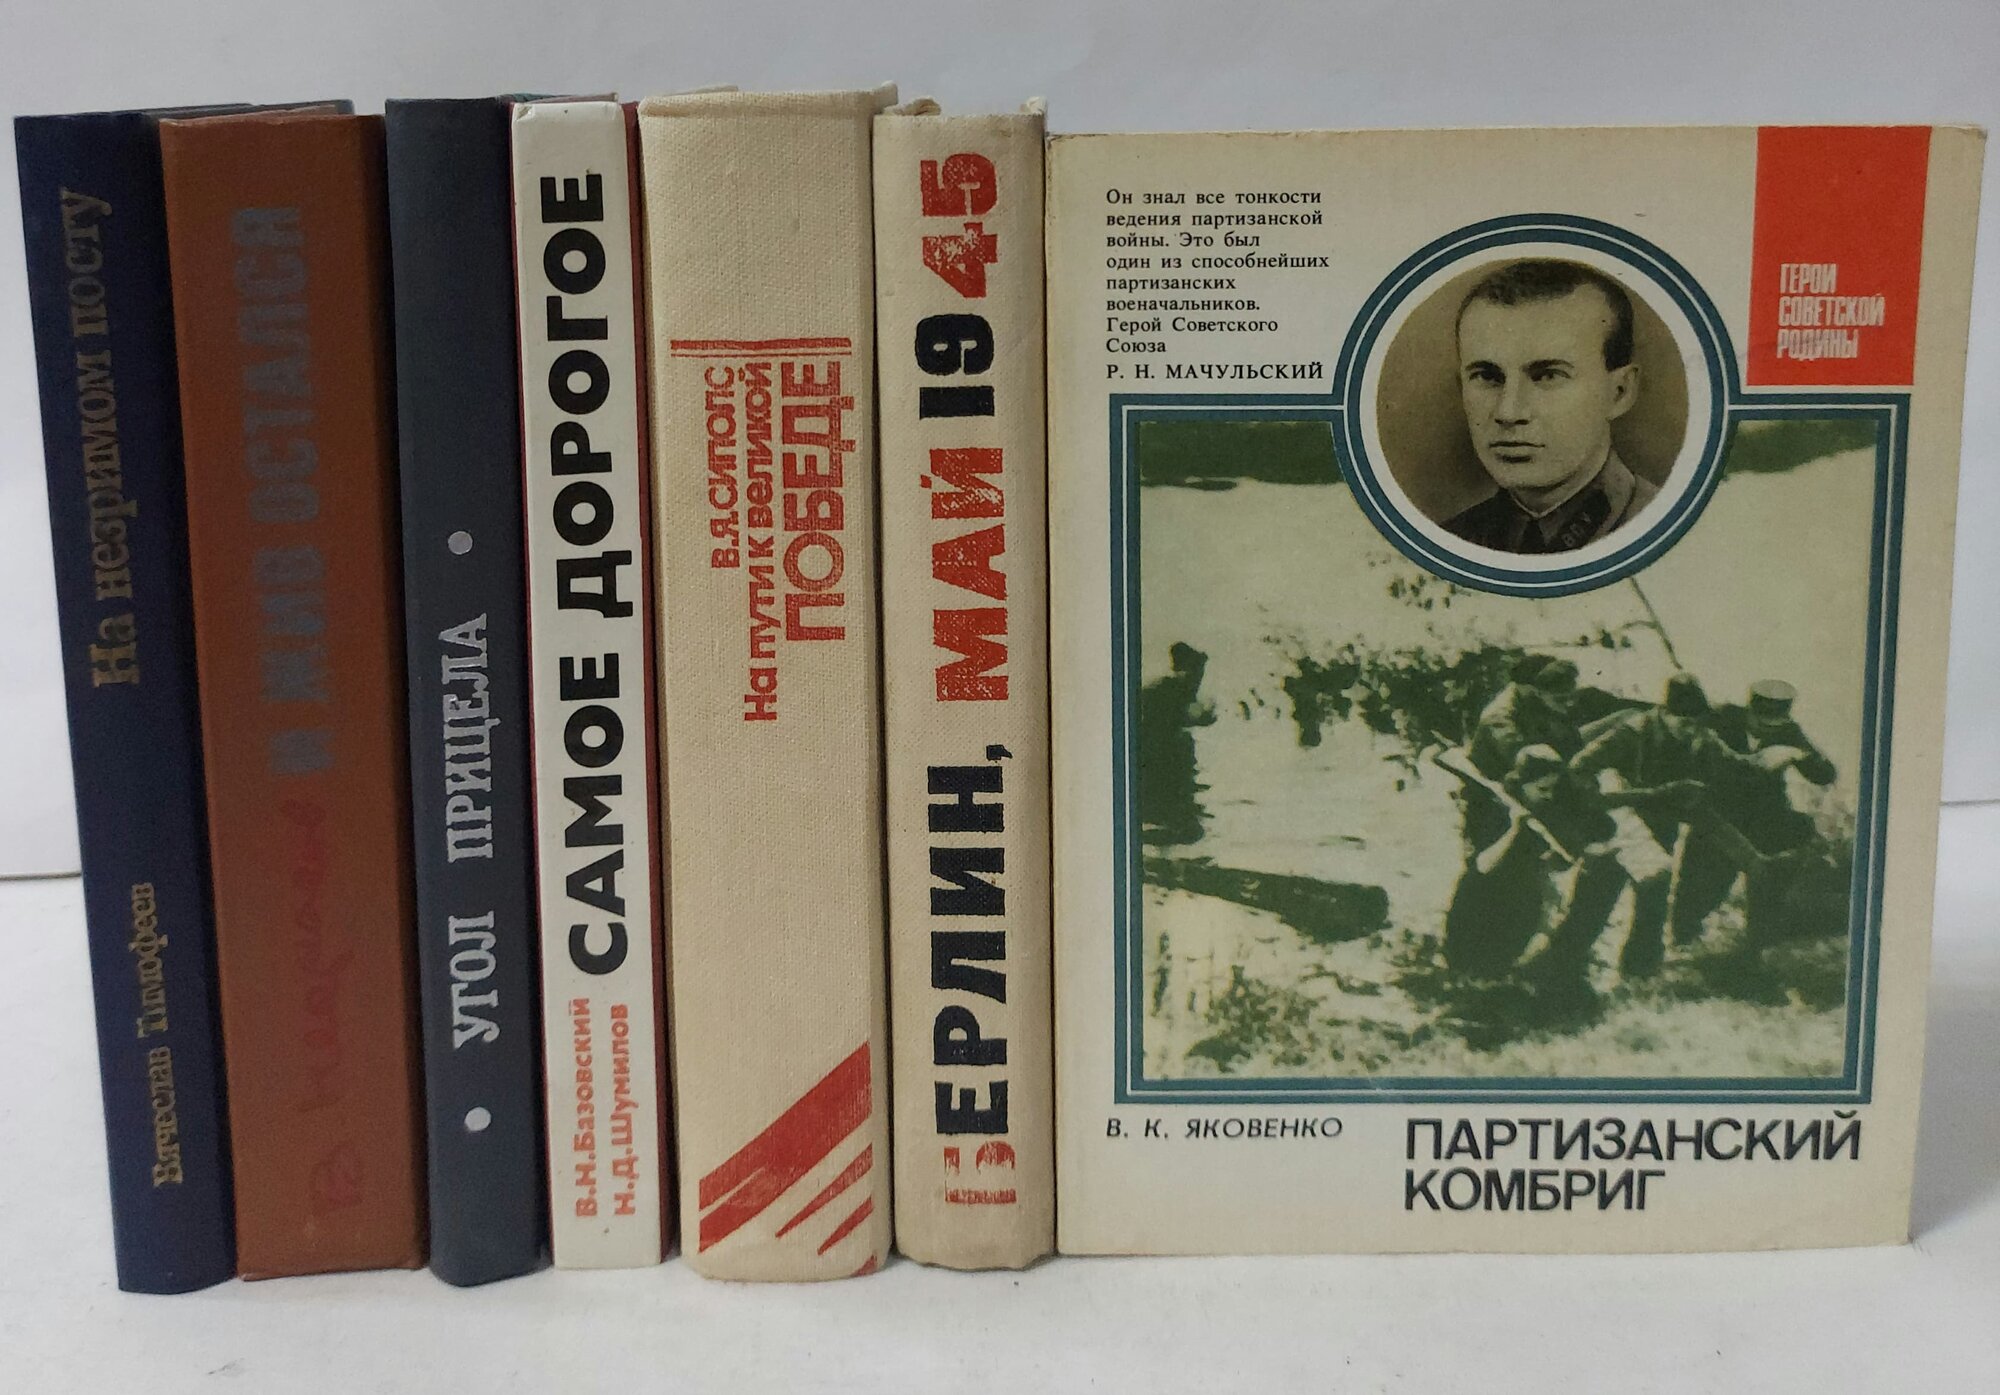 Вячеслав Тимофеев
На незримом посту
И ЖИВ ОСТАЛСЯ
• УГОЛ ПРИЦЕЛА •
В.Н.Базовский
Н.Д.Шумилов
САМОЕ ДОРОГОЕ
В.Я.СИПОЛС
На пути к великой
ПОБЕДЕ
БЕРЛИН, МАЙ 1945
Он знал все тонкости
ведения партизанской
войны. Это был
один из способнейших
партизанских
военачальников.
Герой Советского
Союза
Р. Н. МАЧУЛЬСКИЙ
ГЕРОИ
СОВЕТСКОЙ
РОДИНЫ
В. К. ЯКОВЕНКО
ПАРТИЗАНСКИЙ
КОМБРИГ